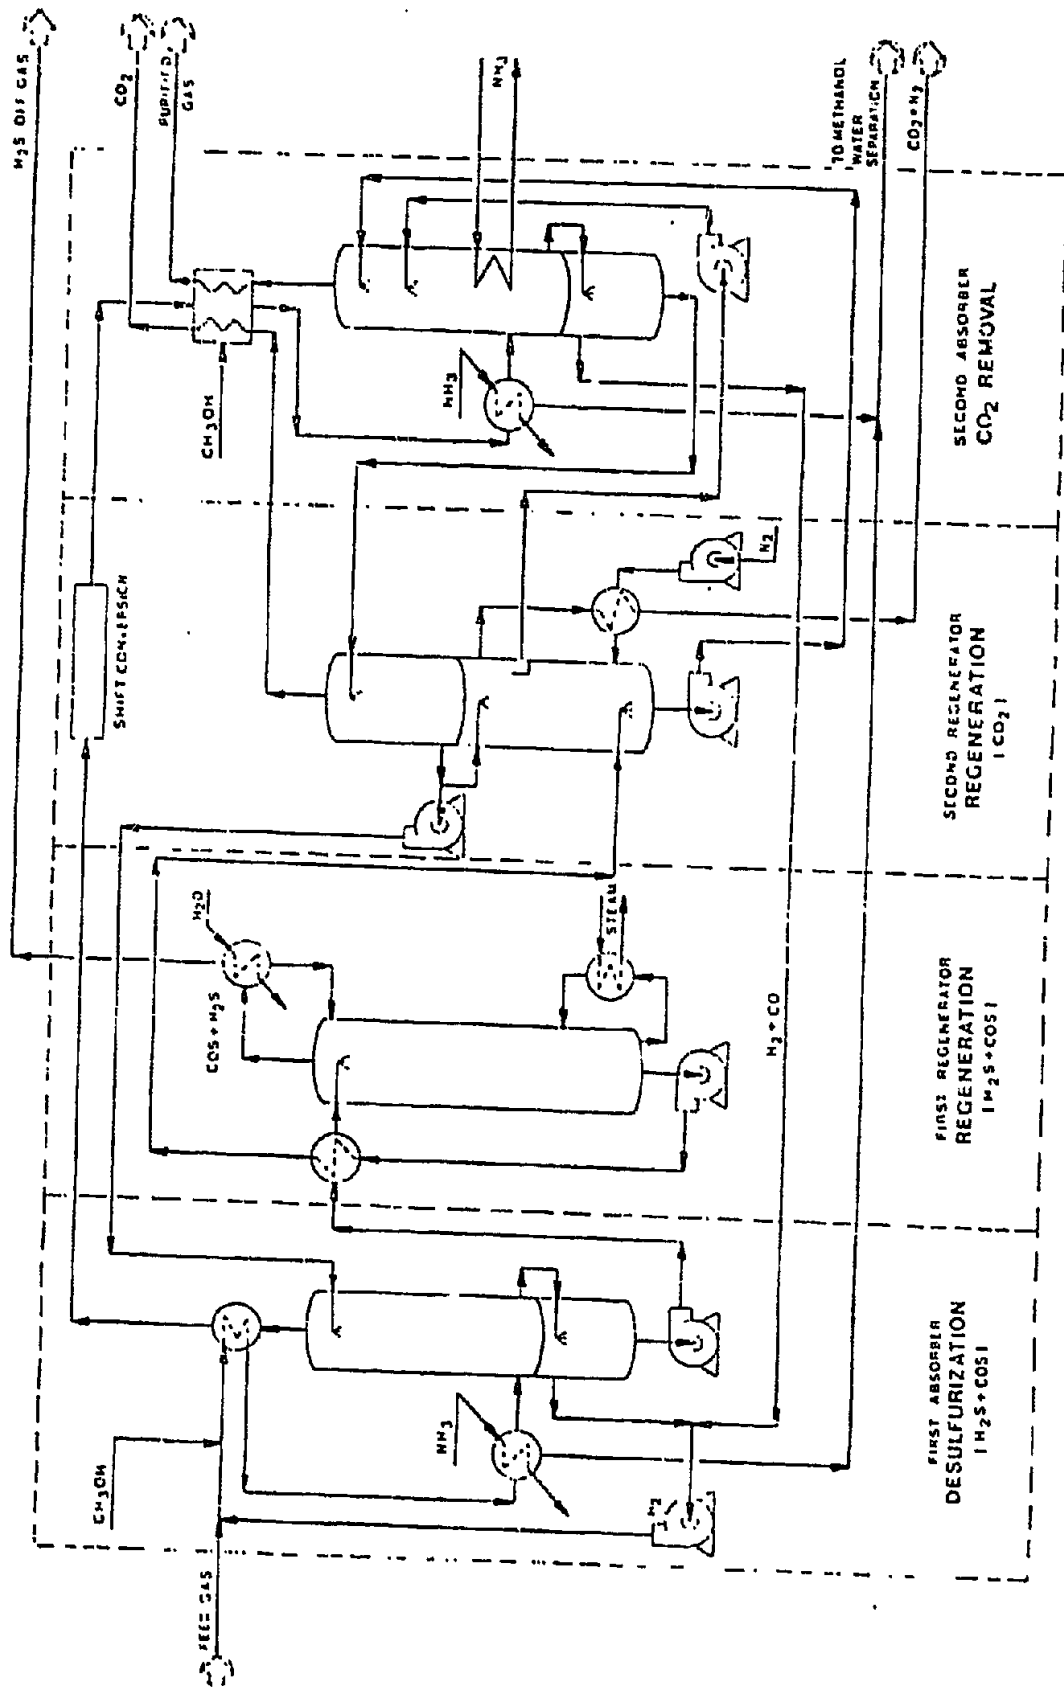 H2S OFF GAS
CO2
PURIFIED
GAS
NH3
TO METHANOL
WATER
SEPARATION
CO2+N2
CH3OH
NH3
SECOND ABSORBER
CO2 REMOVAL
SHIFT CONVERSION
N2
SECOND REGENERATOR
REGENERATION
(CO2)
H2O
COS+H2S
STEAM
H2+CO
FIRST REGENERATOR
REGENERATION
(H2S+COS)
FEED GAS
CH3OH
NH3
FIRST ABSORBER
DESULFURIZATION
(H2S+COS)